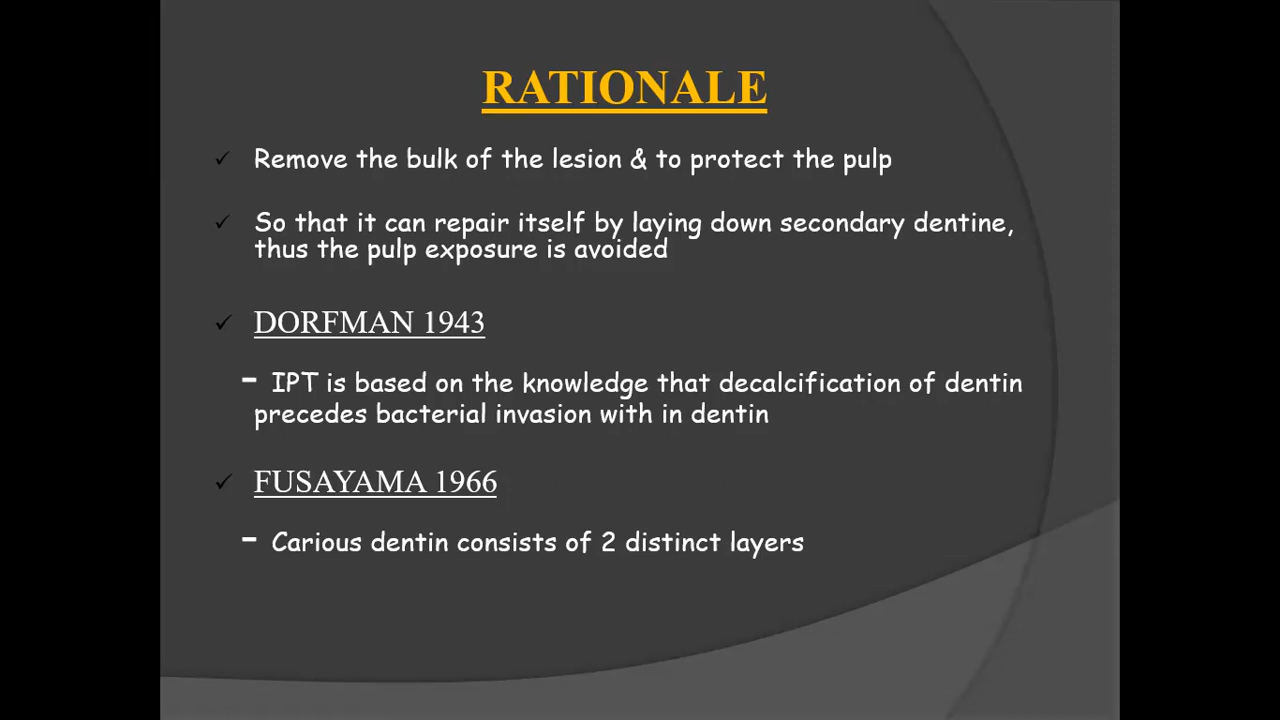 RATIONALE
Remove the bulk of the lesion & to protect the pulp
So that it can repair itself by laying down secondary dentine,
thus the pulp exposure is avoided
DORFMAN 1943
- IPT is based on the knowledge that decalcification of dentin
precedes bacterial invasion with in dentin
FUSAYAMA 1966
- Carious dentin consists of 2 distinct layers